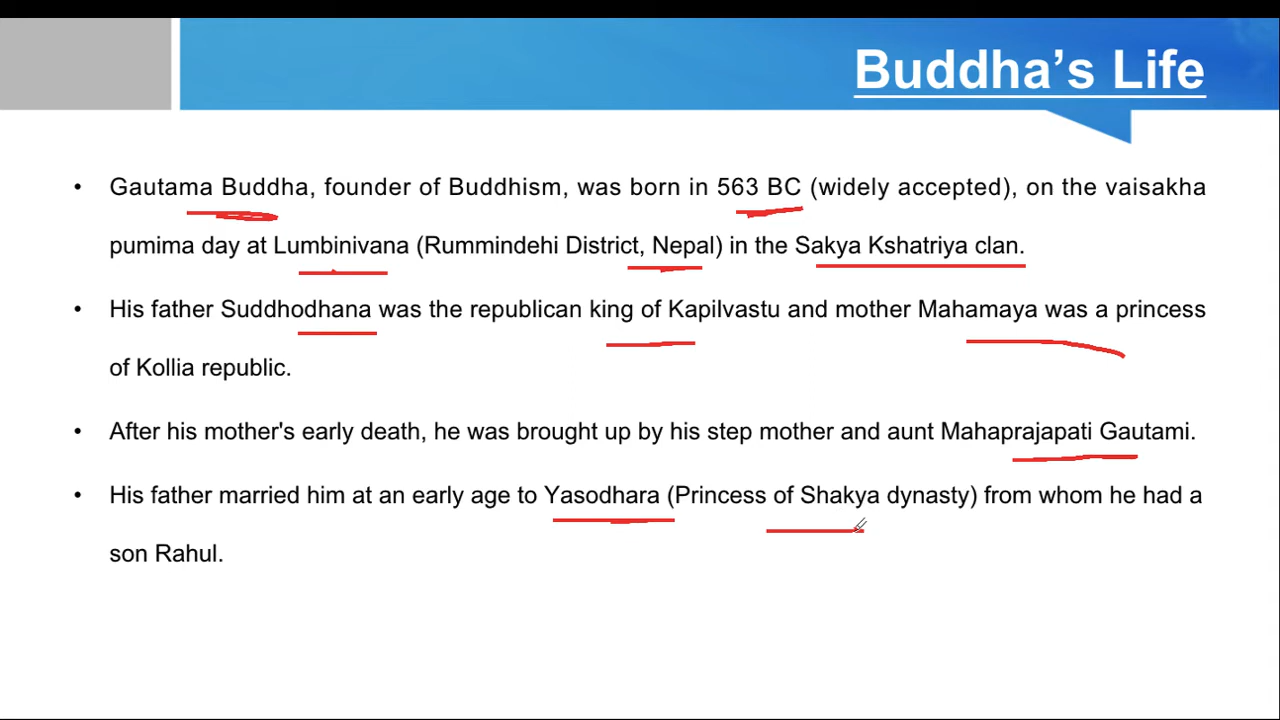 Buddha’s Life
• Gautama Buddha, founder of Buddhism, was born in 563 BC (widely accepted), on the vaisakha
pumima day at Lumbinivana (Rummindehi District, Nepal) in the Sakya Kshatriya clan.
• His father Suddhodhana was the republican king of Kapilvastu and mother Mahamaya was a princess
of Kollia republic.
• After his mother's early death, he was brought up by his step mother and aunt Mahaprajapati Gautami.
• His father married him at an early age to Yasodhara (Princess of Shakya dynasty) from whom he had a
son Rahul.